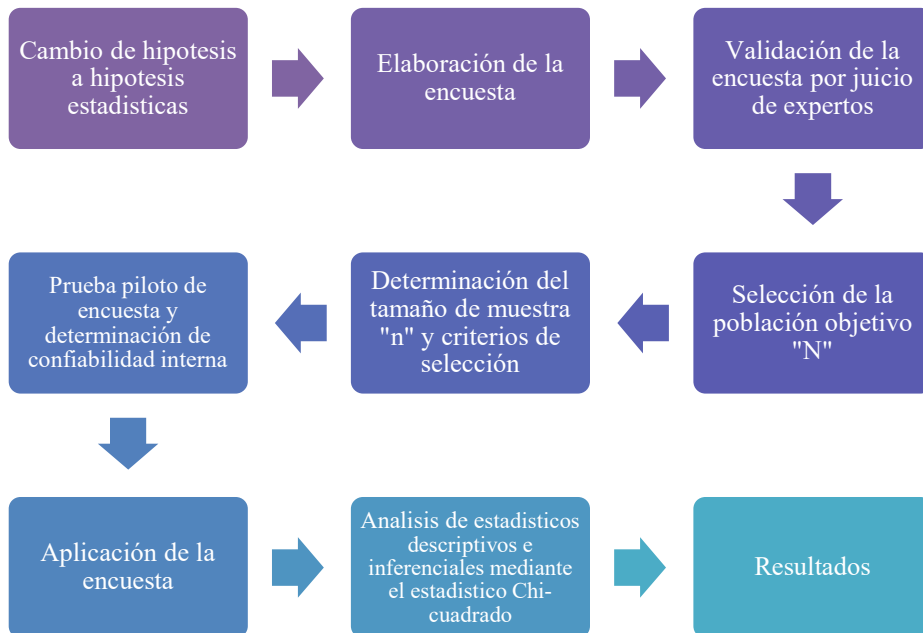 Cambio de hipotesis
a hipotesis
estadisticas
Elaboración de la
encuesta
Validación de la
encuesta por juicio
de expertos
Selección de la
población objetivo
"N"
Determinación del
tamaño de muestra
"n" y criterios de
selección
Prueba piloto de
encuesta y
determinación de
confiabilidad interna
Aplicación de la
encuesta
Analisis de estadisticos
descriptivos e
inferenciales mediante
el estadistico Chi-
cuadrado
Resultados